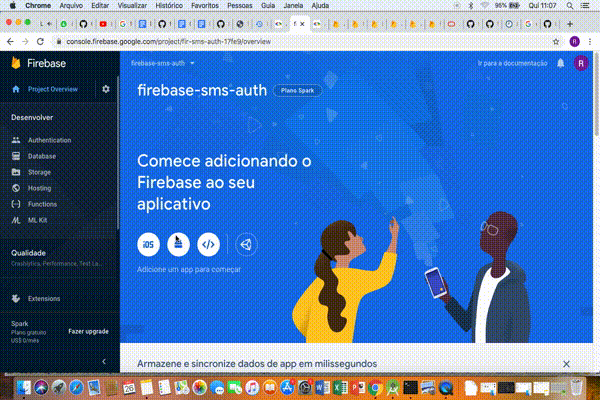 Chrome Arquivo Editar Visualizar Histórico Favoritos Pessoas Guia Janela Ajuda 96% Qui 11:07
console.firebase.google.com/project/fir-sms-auth-17fe9/overview
R
Firebase
firebase-sms-auth
Ir para a documentação
R
Project Overview
firebase-sms-auth
Plano Spark
Desenvolver
Authentication
Database
Storage
Hosting
Functions
ML Kit
Comece adicionando o
Firebase ao seu
aplicativo
iOS
Adicione um app para começar
Qualidade
Crashlytics, Performance, Test La...
Extensions
Spark
Plano gratuito
US$ 0/mês
Fazer upgrade
Armazene e sincronize dados de app em milissegundos
26